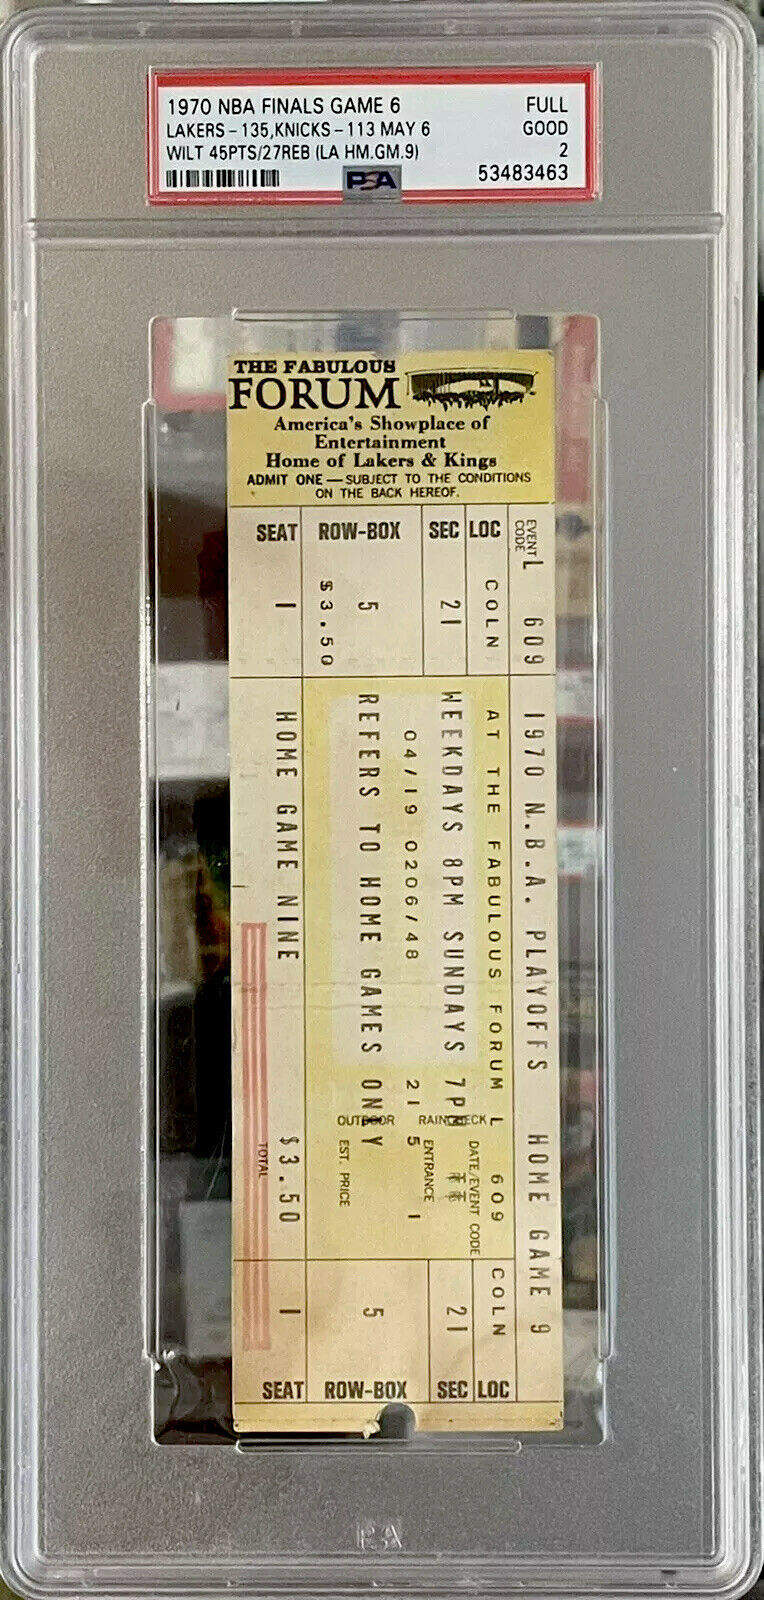 1970 NBA FINALS GAME 6 FULL
LAKERS - 135, KNICKS - 113 MAY 6 GOOD
WILT 45PTS/27REB (LA HM.GM.9) 2
PSA 53483463
THE FABULOUS
FORUM
America's Showplace of
Entertainment
Home of Lakers & Kings
ADMIT ONE — SUBJECT TO THE CONDITIONS
ON THE BACK HEREOF.
SEAT ROW-BOX SEC LOC EVENT CODE
L 609 1970 N.B.A. PLAYOFFS HOME GAME 9
COLN AT THE FABULOUS FORUM L 609 COLN
DATE/EVENT CODE
21 WEEKDAYS 8PM SUNDAYS 7PM 21
ENTRANCE
04/19 0206/48 21 5 1
5 REFERS TO HOME GAMES ONLY 5
EST. PRICE
$3.50
1 HOME GAME NINE $3.50 1
TOTAL
OUTDOOR RAINCHECK
SEAT ROW-BOX SEC LOC
PSA